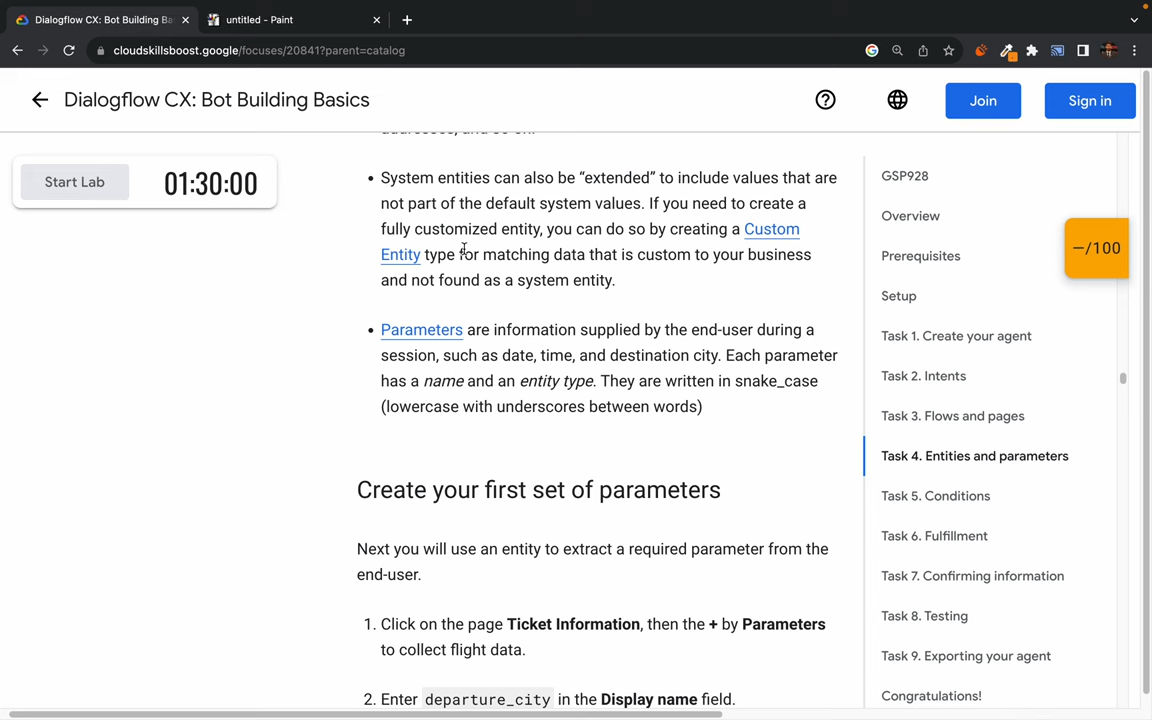 Dialogflow CX: Bot Building Ba
untitled - Paint
cloudskillsboost.google/focuses/20841?parent=catalog
Dialogflow CX: Bot Building Basics
Join
Sign in
Start Lab
01:30:00
System entities can also be “extended” to include values that are
not part of the default system values. If you need to create a
fully customized entity, you can do so by creating a Custom
Entity type for matching data that is custom to your business
and not found as a system entity.
Parameters are information supplied by the end-user during a
session, such as date, time, and destination city. Each parameter
has a name and an entity type. They are written in snake_case
(lowercase with underscores between words)
Create your first set of parameters
Next you will use an entity to extract a required parameter from the
end-user.
1. Click on the page Ticket Information, then the + by Parameters
to collect flight data.
2. Enter departure_city in the Display name field.
GSP928
Overview
Prerequisites
Setup
Task 1. Create your agent
Task 2. Intents
Task 3. Flows and pages
Task 4. Entities and parameters
Task 5. Conditions
Task 6. Fulfillment
Task 7. Confirming information
Task 8. Testing
Task 9. Exporting your agent
Congratulations!
–/100